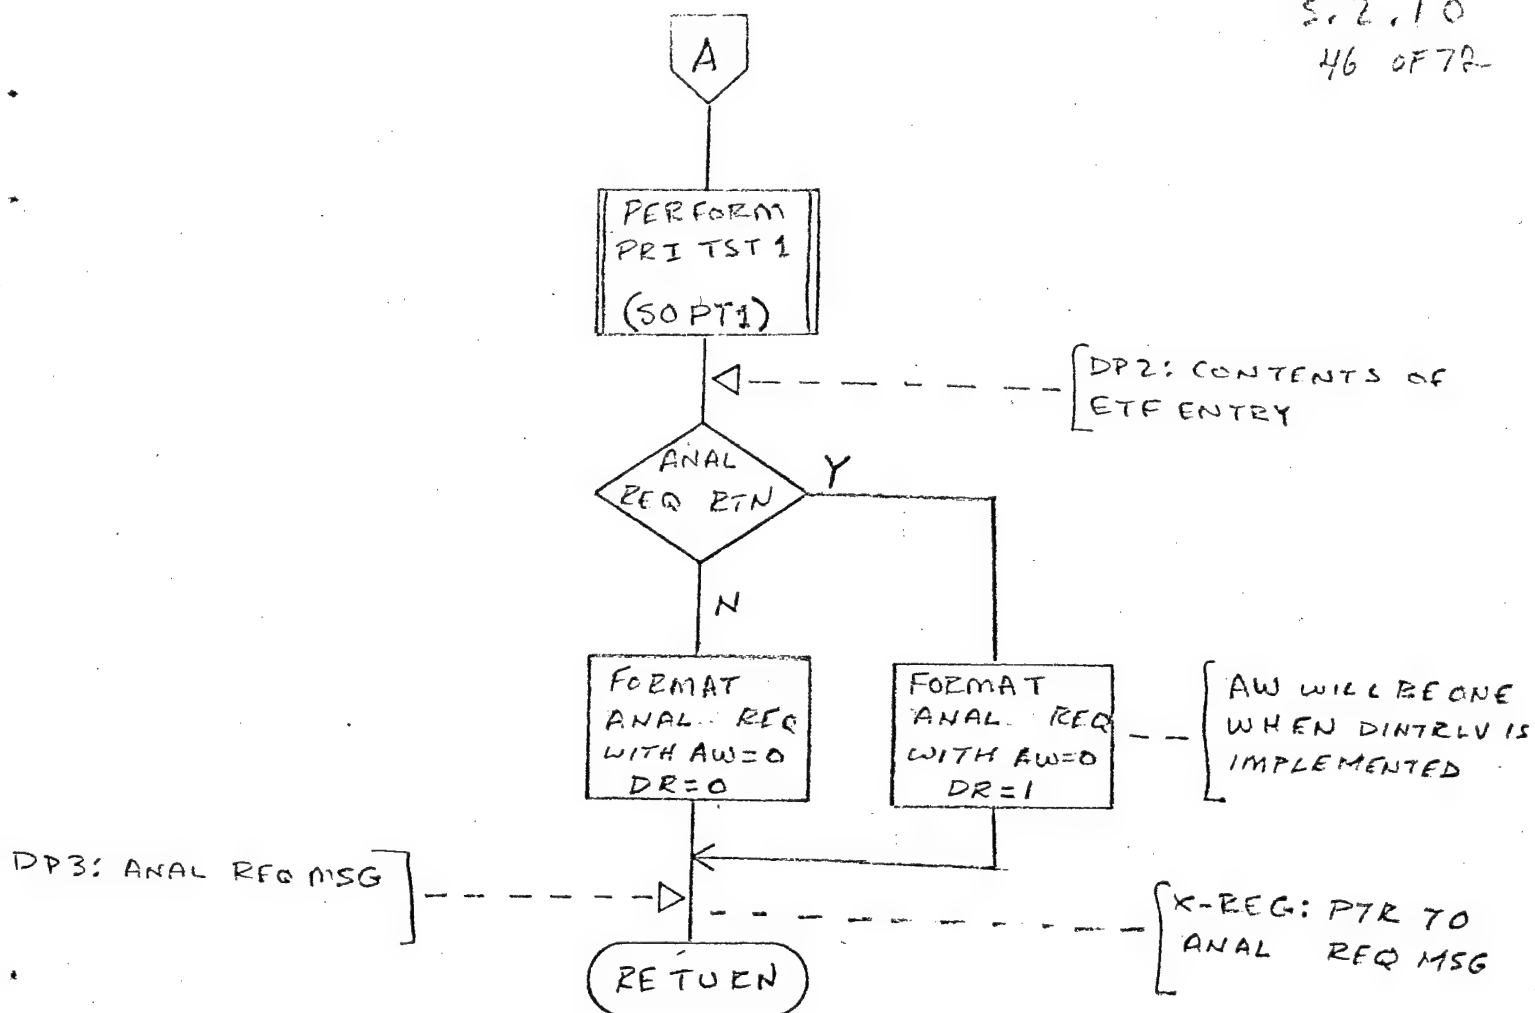 5.2.10
46 OF 72
A
PERFORM
PRI TST 1
(SOPT1)
DP2: CONTENTS OF
ETF ENTRY
ANAL
REQ RTN
Y
N
FORMAT
ANAL. REQ
WITH AW=0
DR=0
FORMAT
ANAL. REQ
WITH AW=0
DR=1
AW WILL BE ONE
WHEN DINTRLV IS
IMPLEMENTED
DP3: ANAL REQ MSG
X-REG: PTR TO
ANAL REQ MSG
RETURN